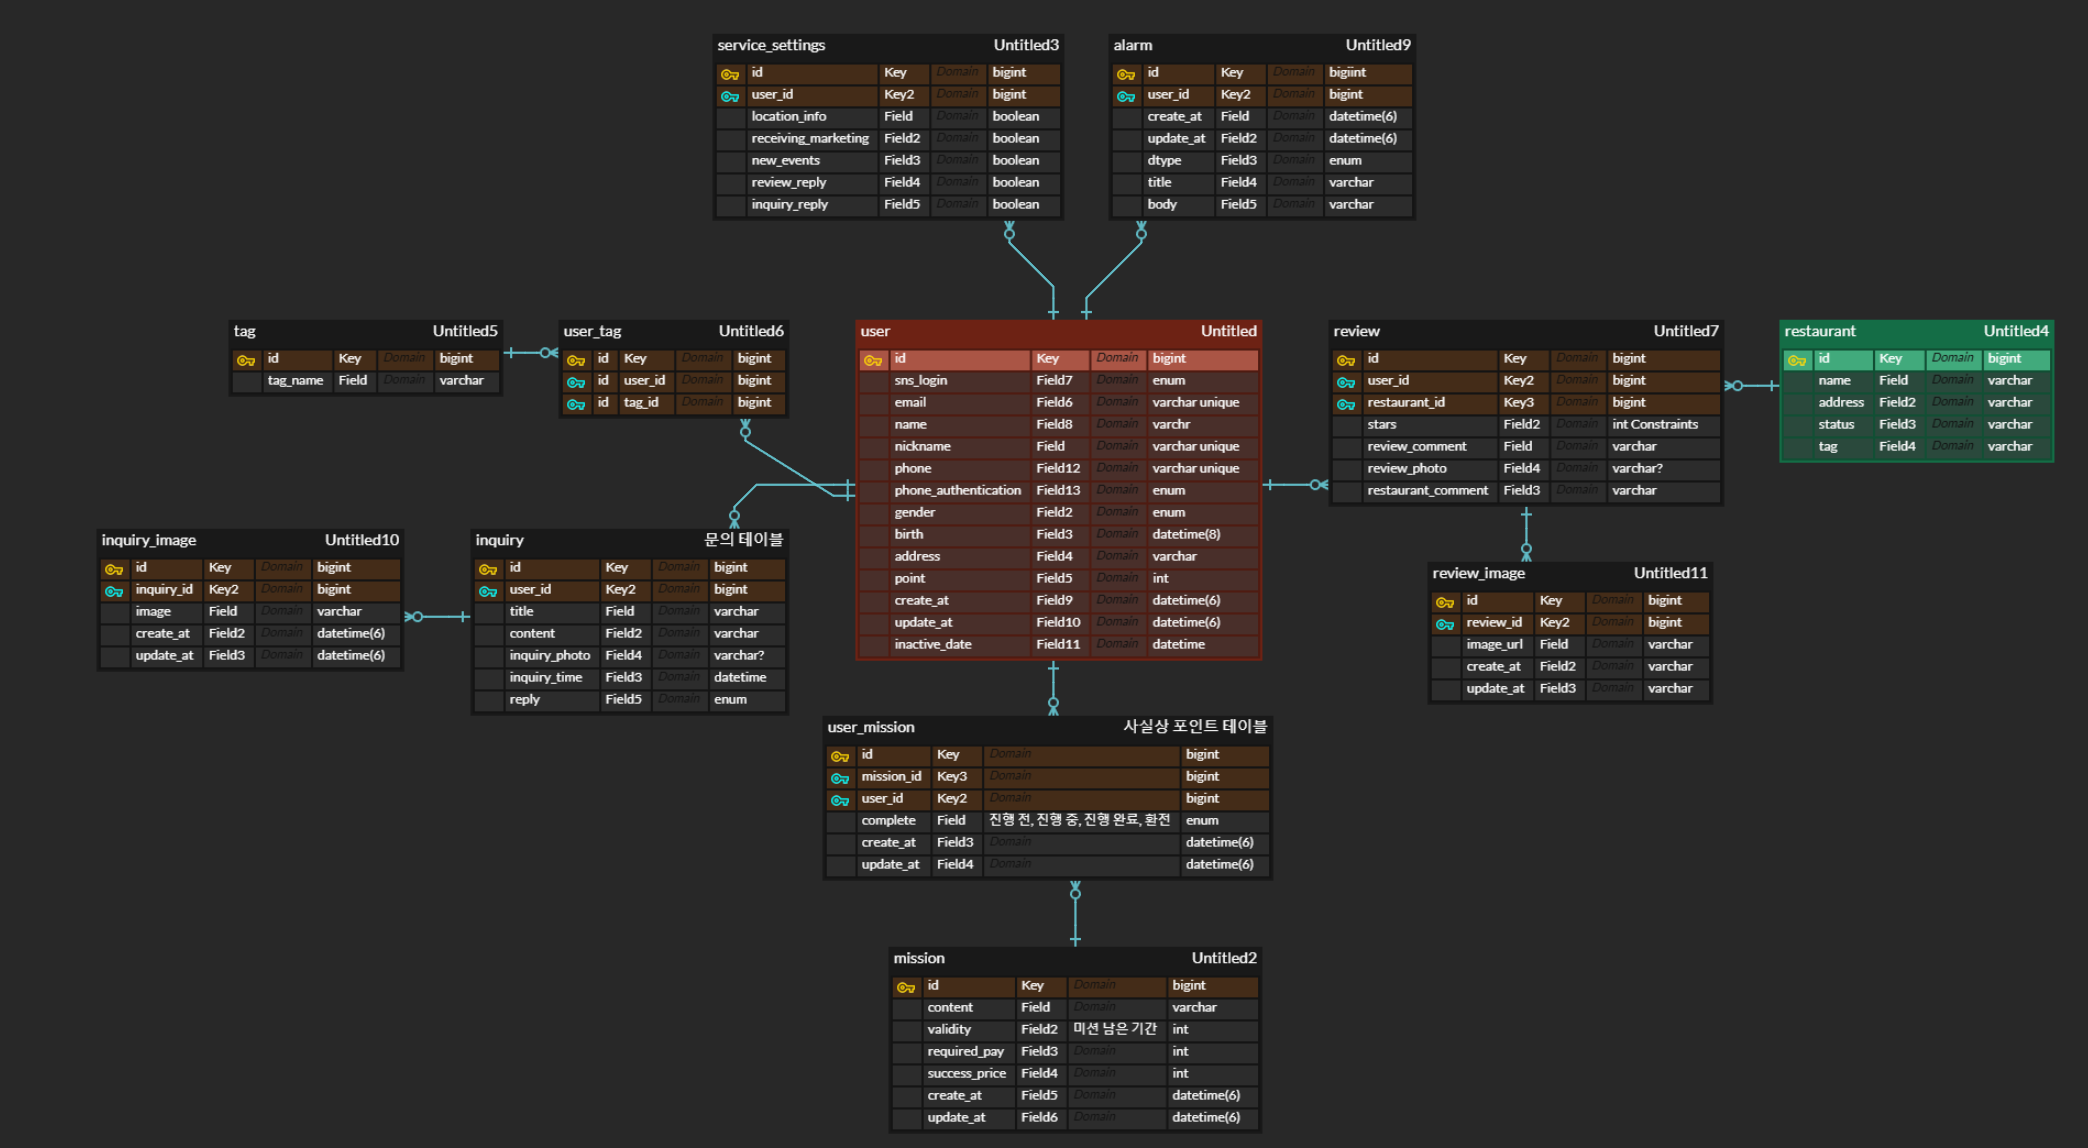 service_settings Untitled3
id Key Domain bigint
user_id Key2 Domain bigint
location_info Field Domain boolean
receiving_marketing Field2 Domain boolean
new_events Field3 Domain boolean
review_reply Field4 Domain boolean
inquiry_reply Field5 Domain boolean
alarm Untitled9
id Key Domain bigiint
user_id Key2 Domain bigint
create_at Field Domain datetime(6)
update_at Field2 Domain datetime(6)
dtype Field3 Domain enum
title Field4 Domain varchar
body Field5 Domain varchar
tag Untitled5
id Key Domain bigint
tag_name Field Domain varchar
user_tag Untitled6
id Key Domain bigint
id user_id Domain bigint
id tag_id Domain bigint
user Untitled
id Key Domain bigint
sns_login Field7 Domain enum
email Field6 Domain varchar unique
name Field8 Domain varchr
nickname Field Domain varchar unique
phone Field12 Domain varchar unique
phone_authentication Field13 Domain enum
gender Field2 Domain enum
birth Field3 Domain datetime(8)
address Field4 Domain varchar
point Field5 Domain int
create_at Field9 Domain datetime(6)
update_at Field10 Domain datetime(6)
inactive_date Field11 Domain datetime
review Untitled7
id Key Domain bigint
user_id Key2 Domain bigint
restaurant_id Key3 Domain bigint
stars Field2 Domain int Constraints
review_comment Field Domain varchar
review_photo Field4 Domain varchar?
restaurant_comment Field3 Domain varchar
restaurant Untitled4
id Key Domain bigint
name Field Domain varchar
address Field2 Domain varchar
status Field3 Domain varchar
tag Field4 Domain varchar
inquiry_image Untitled10
id Key Domain bigint
inquiry_id Key2 Domain bigint
image Field Domain varchar
create_at Field2 Domain datetime(6)
update_at Field3 Domain datetime(6)
inquiry 문의 테이블
id Key Domain bigint
user_id Key2 Domain bigint
title Field Domain varchar
content Field2 Domain varchar
inquiry_photo Field4 Domain varchar?
inquiry_time Field3 Domain datetime
reply Field5 Domain enum
review_image Untitled11
id Key Domain bigint
review_id Key2 Domain bigint
image_url Field Domain varchar
create_at Field2 Domain varchar
update_at Field3 Domain varchar
user_mission 사실상 포인트 테이블
id Key Domain bigint
mission_id Key3 Domain bigint
user_id Key2 Domain bigint
complete Field 진행 전, 진행 중, 진행 완료, 환전 enum
create_at Field3 Domain datetime(6)
update_at Field4 Domain datetime(6)
mission Untitled2
id Key Domain bigint
content Field Domain varchar
validity Field2 미션 남은 기간 int
required_pay Field3 Domain int
success_price Field4 Domain int
create_at Field5 Domain datetime(6)
update_at Field6 Domain datetime(6)